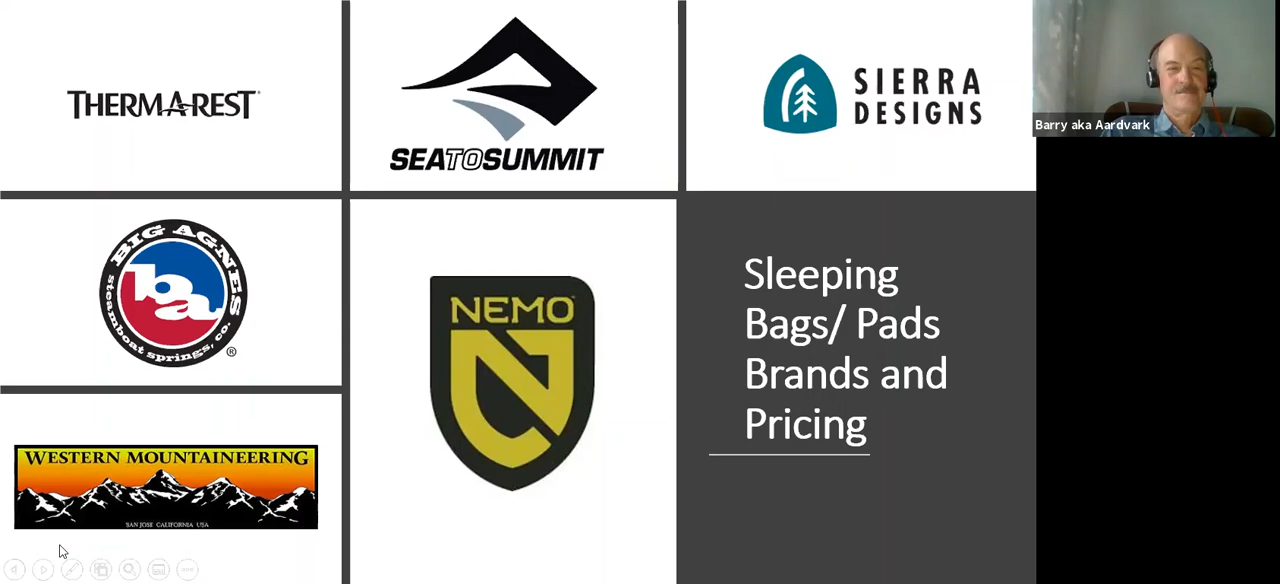 THERMAREST®
SEATOSUMMIT
SIERRA
DESIGNS
Barry aka Aardvark
BIG AGNES
ba
steamboat springs, co.
®
NEMO
Sleeping
Bags/ Pads
Brands and
Pricing
WESTERN MOUNTAINEERING
SAN JOSE CALIFORNIA USA